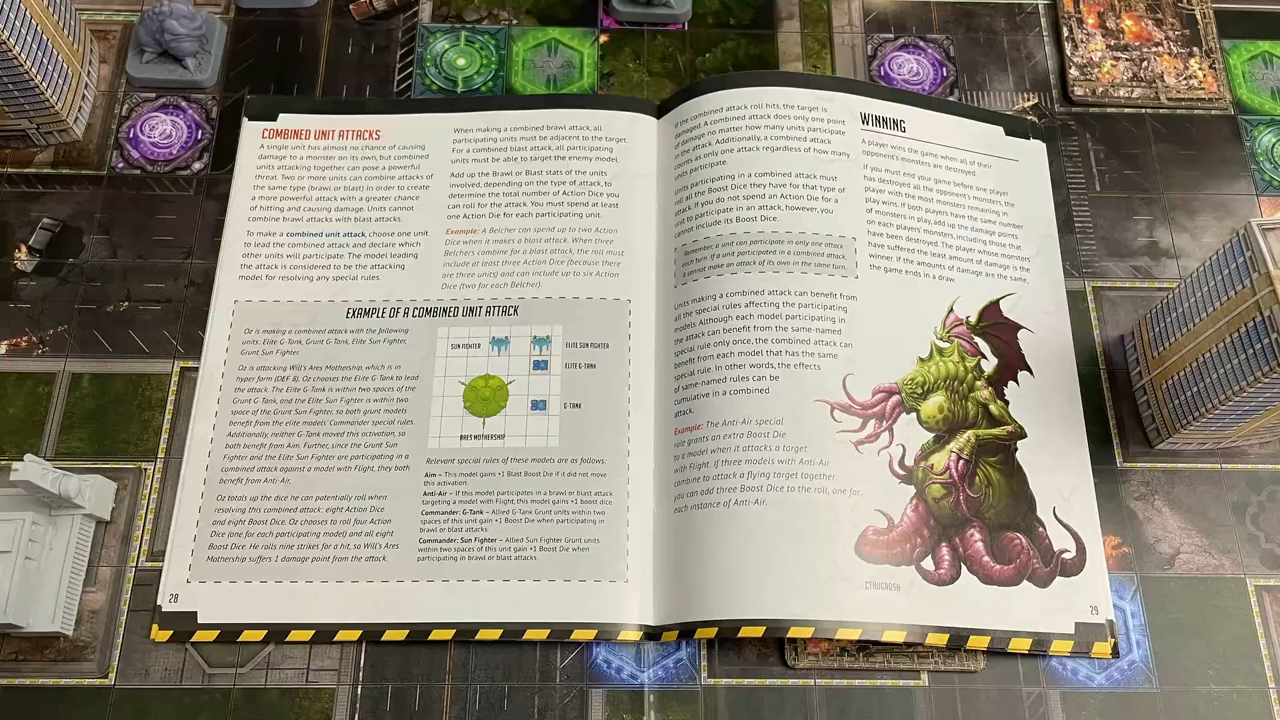 COMBINED UNIT ATTACKS
A single unit has almost no chance of causing
damage to a monster on its own, but combined
units attacking together can pose a powerful
threat. Two or more units can combine attacks of
the same type (brawl or blast) in order to create
a more powerful attack with a greater chance
of hitting and causing damage. Units cannot
combine brawl attacks with blast attacks.
To make a combined unit attack, choose one unit
to lead the combined attack and declare which
other units will participate. The model leading
the attack is considered to be the attacking
model for resolving any special rules.
When making a combined brawl attack, all
participating units must be adjacent to the target.
For a combined blast attack, all participating
units must be able to target the enemy model.
Add up the Brawl or Blast stats of the units
involved, depending on the type of attack, to
determine the total number of Action Dice you
can roll for the attack. You must spend at least
one Action Die for each participating unit.
Example: A Belcher can spend up to two Action
Dice when it makes a blast attack. When three
Belchers combine for a blast attack, the roll must
include at least three Action Dice (because there
are three units) and can include up to six Action
Dice (two for each Belcher)
EXAMPLE OF A COMBINED UNIT ATTACK
Oz is making a combined attack with the following
units: Elite G-Tank, Grunt G-Tank, Elite Sun Fighter,
Grunt Sun Fighter.
Oz is attacking Will's Ares Mothership, which is in
hyper form (DEF 8). Oz chooses the Elite G-Tank to lead
the attack. The Elite G-Tank is within two spaces of the
Grunt G-Tank, and the Elite Sun Fighter is within two
space of the Grunt Sun Fighter, so both grunt models
benefit from the elite models' Commander special rules.
Additionally, neither G-Tank moved this activation, so
both benefit from Aim. Further, since the Grunt Sun
Fighter and the Elite Sun Fighter are participating in a
combined attack against a model with Flight, they both
benefit from Anti-Air.
Oz totals up the dice he can potentially roll when
resolving this combined attack: eight Action Dice
and eight Boost Dice. Oz chooses to roll four Action
Dice (one for each participating model) and all eight
Boost Dice. He rolls nine strikes for a hit, so Will's Ares
Mothership suffers 1 damage point from the attack.
SUN FIGHTER
ELITE SUN FIGHTER
ELITE G-TANK
G-TANK
ARES MOTHERSHIP
Relevant special rules of these models are as follows:
Aim – This model gains +1 Blast Boost Die if it did not move
this activation.
Anti-Air – If this model participates in a brawl or blast attack
targeting a model with Flight, this model gains +1 boost dice.
Commander: G-Tank – Allied G-Tank Grunt units within two
spaces of this unit gain +1 Boost Die when participating in
brawl or blast attacks
Commander: Sun Fighter – Allied Sun Fighter Grunt units
within two spaces of this unit gain +1 Boost Die when
participating in brawl or blast attacks.
28
If the combined attack roll hits, the target is
damaged. A combined attack does only one point
of damage no matter how many units participate
in the attack. Additionally, a combined attack
counts as only one attack regardless of how many
units participate.
Units participating in a combined attack must
roll all the Boost Dice they have for that type of
attack. If you do not spend an Action Die for a
unit to participate in an attack, however, you
cannot include its Boost Dice.
Remember, a unit can participate in only one attack
each turn. If a unit participated in a combined attack,
it cannot make an attack of its own in the same turn.
Units making a combined attack can benefit from
all the special rules affecting the participating
models. Although each model participating in
the attack can benefit from the same-named
special rule only once, the combined attack can
benefit from each model that has the same
special rule. In other words, the effects
of same-named rules can be
cumulative in a combined
attack.
Example: The Anti-Air special
rule grants an extra Boost Die
to a model when it attacks a target
with Flight. If three models with Anti-Air
combine to attack a flying target together,
you can add three Boost Dice to the roll, one for
each instance of Anti-Air.
WINNING
A player wins the game when all of their
opponent's monsters are destroyed.
If you must end your game before one player
has destroyed all the opponent's monsters, the
player with the most monsters remaining in
play wins. If both players have the same number
of monsters in play, add up the damage points
on each players' monsters, including those that
have been destroyed. The player whose monsters
have suffered the least amount of damage is the
winner. If the amounts of damage are the same,
the game ends in a draw.
CTHUGROSH
29